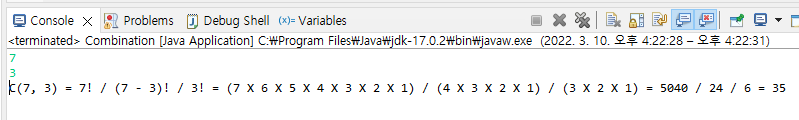 Console Problems Debug Shell (x)= Variables
<terminated> Combination [Java Application] C:₩Program Files₩Java₩jdk-17.0.2₩bin₩javaw.exe (2022. 3. 10. 오후 4:22:28 – 오후 4:22:31)
7
3
C(7, 3) = 7! / (7 - 3)! / 3! = (7 X 6 X 5 X 4 X 3 X 2 X 1) / (4 X 3 X 2 X 1) / (3 X 2 X 1) = 5040 / 24 / 6 = 35